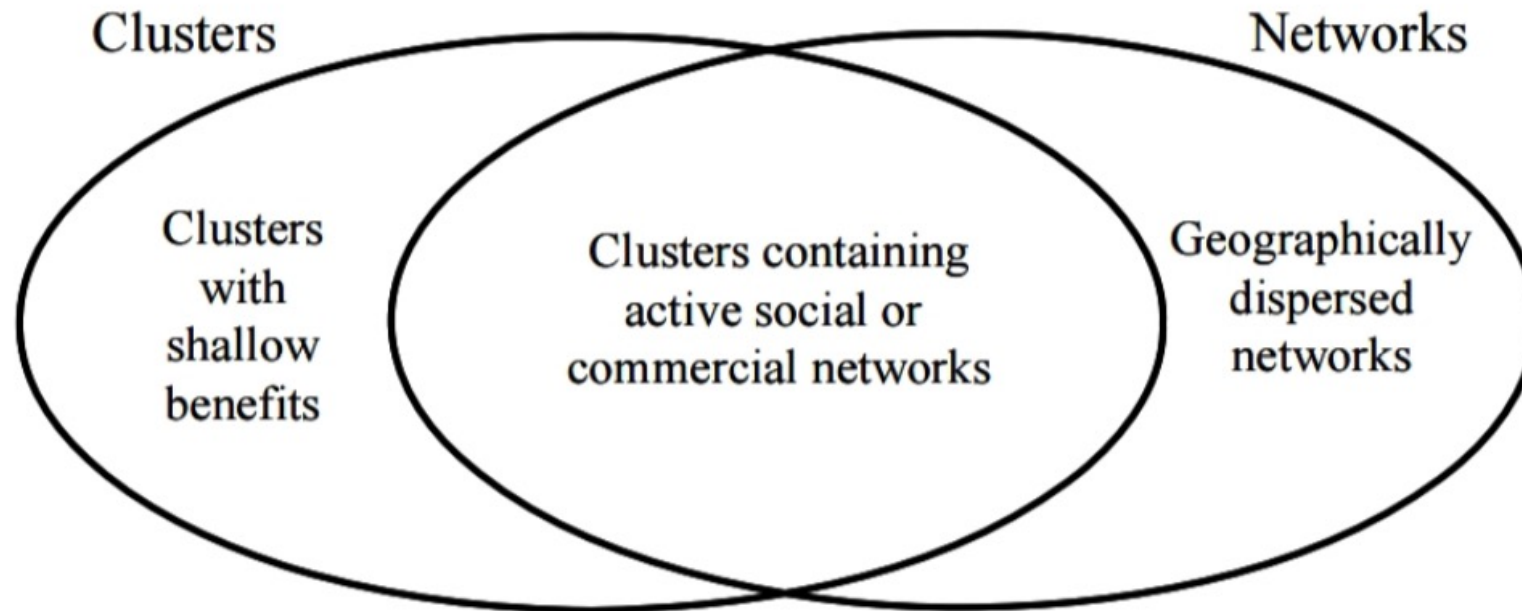 Clusters
Networks
Clusters
with
shallow
benefits
Clusters containing
active social or
commercial networks
Geographically
dispersed
networks